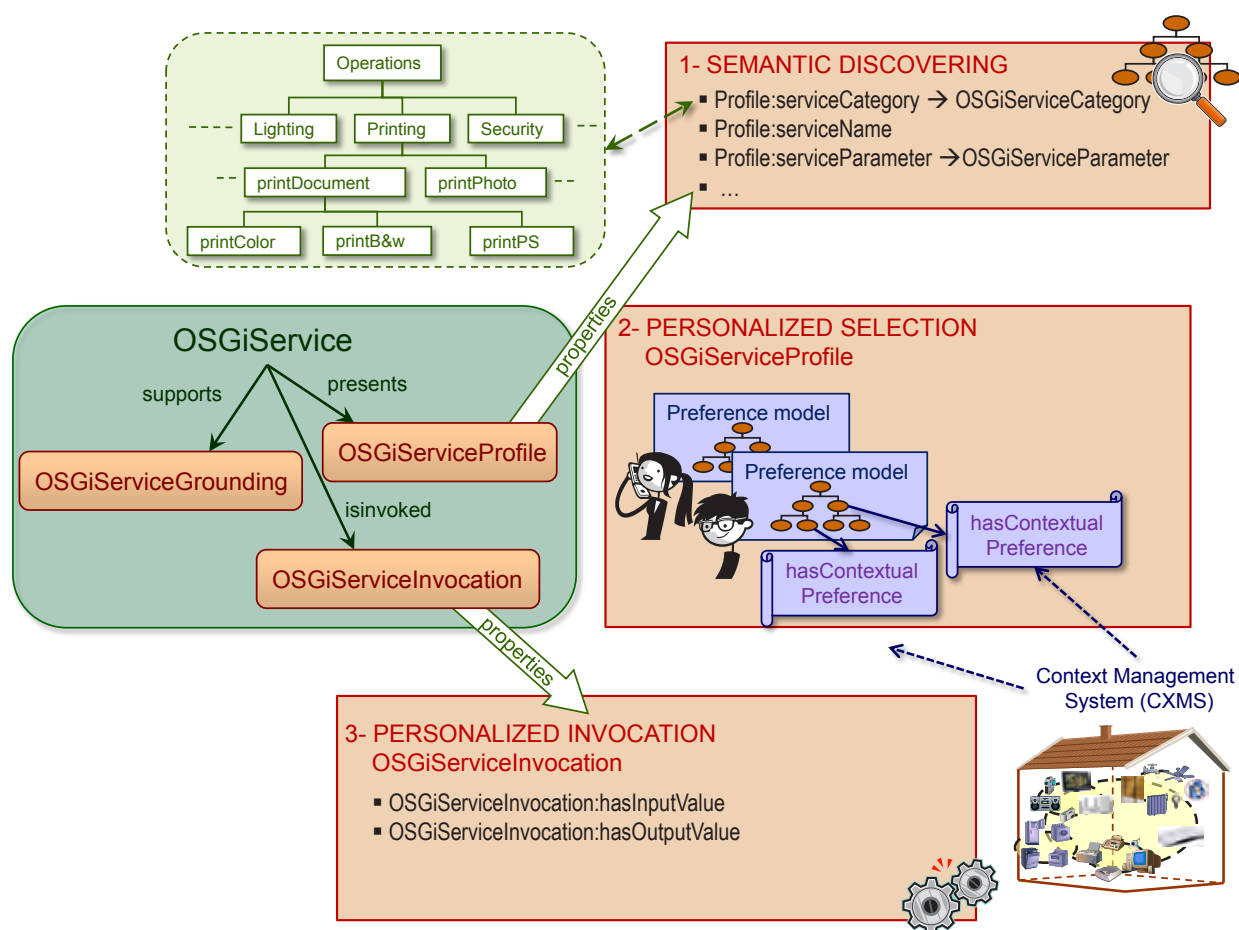 Operations
Lighting
Printing
Security
printDocument
printPhoto
printColor
printB&w
printPS
1- SEMANTIC DISCOVERING
▪ Profile:serviceCategory → OSGiServiceCategory
▪ Profile:serviceName
▪ Profile:serviceParameter →OSGiServiceParameter
▪ …
properties
OSGiService
supports
presents
OSGiServiceProfile
OSGiServiceGrounding
isinvoked
OSGiServiceInvocation
properties
2- PERSONALIZED SELECTION
OSGiServiceProfile
Preference model
Preference model
hasContextual
Preference
hasContextual
Preference
Context Management
System (CXMS)
3- PERSONALIZED INVOCATION
OSGiServiceInvocation
▪ OSGiServiceInvocation:hasInputValue
▪ OSGiServiceInvocation:hasOutputValue